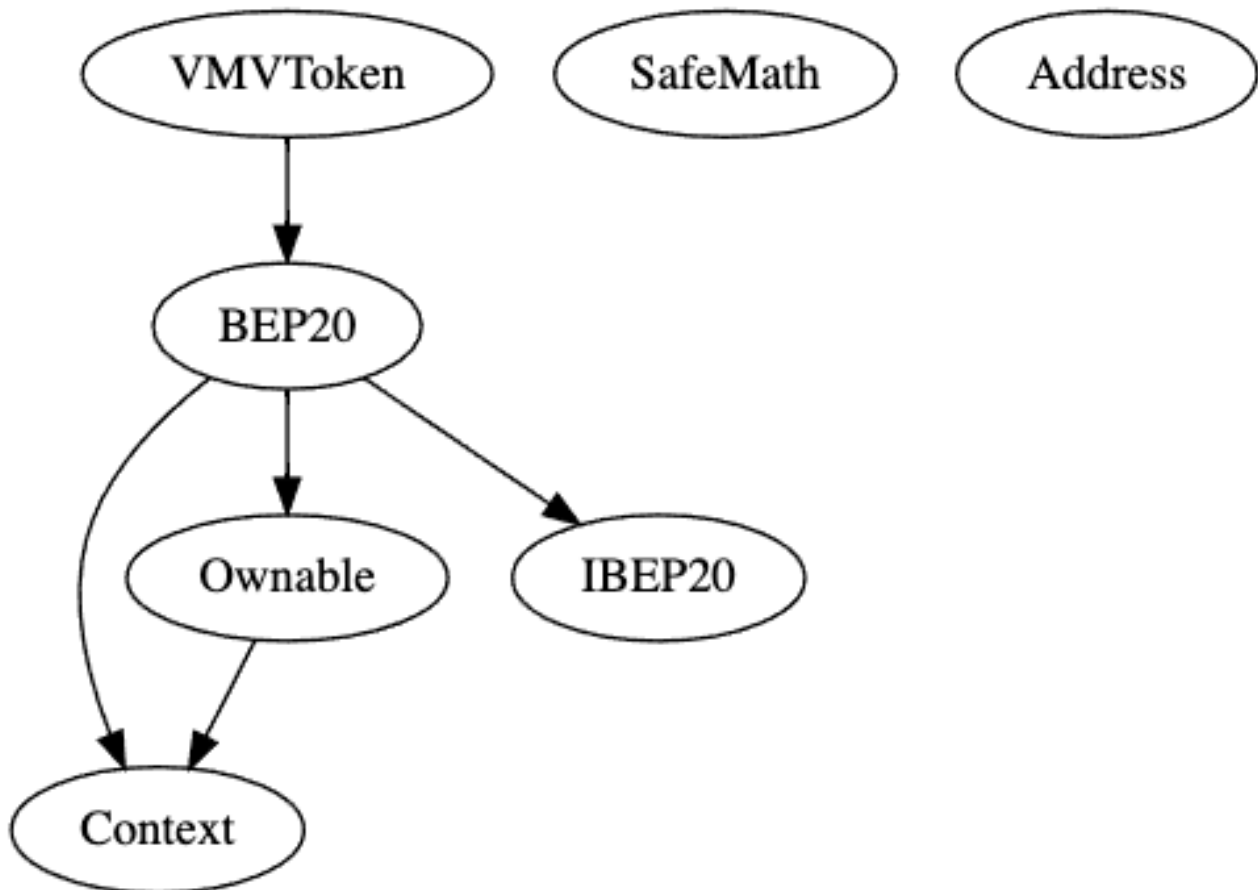 VMVToken
SafeMath
Address
BEP20
Ownable
IBEP20
Context